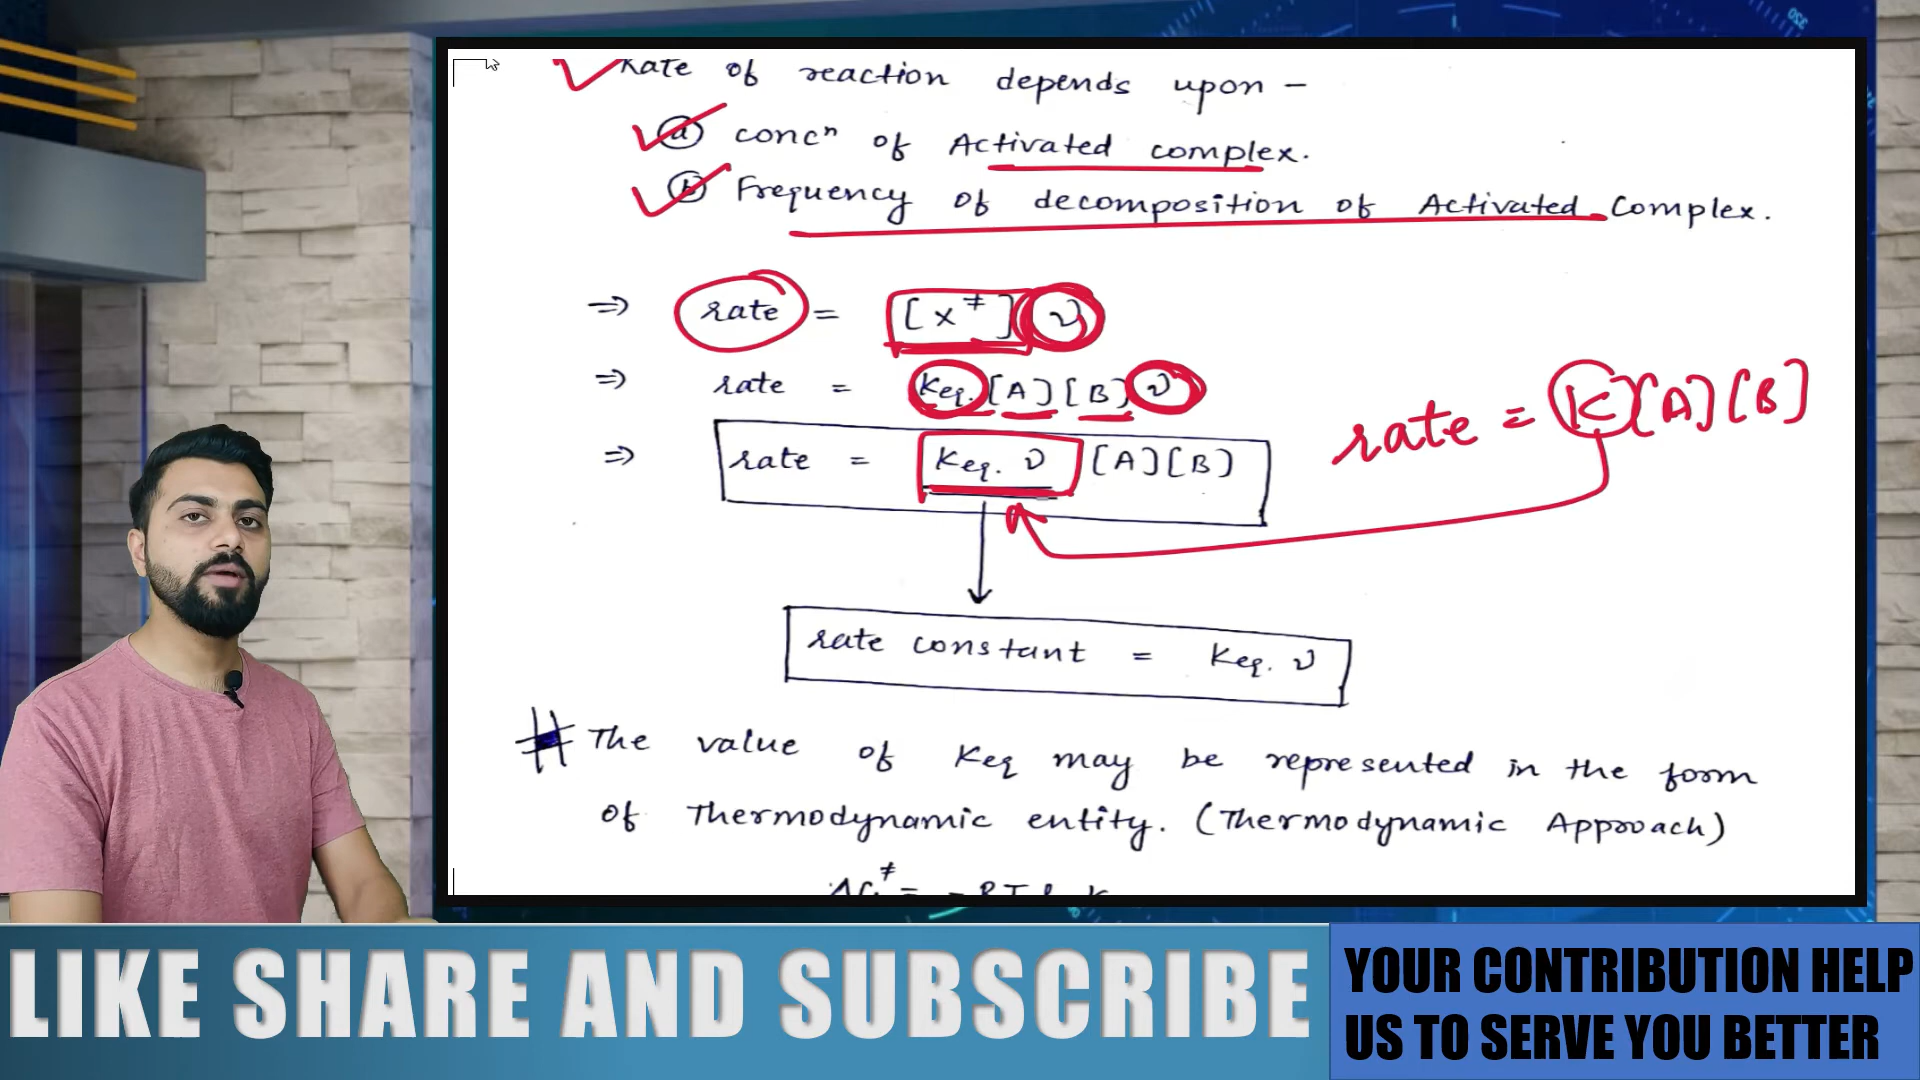 Rate of reaction depends upon -
(a) concⁿ of Activated complex.
(b) Frequency of decomposition of Activated Complex.
⇒ rate = [x≠] ν
⇒ rate = Keq. [A] [B] ν
rate = K [A] [B]
⇒ rate = Keq. ν [A] [B]
rate constant = Keq. ν
# The value of Keq may be represented in the form
of Thermodynamic entity. (Thermodynamic Approach)
LIKE SHARE AND SUBSCRIBE
YOUR CONTRIBUTION HELP
US TO SERVE YOU BETTER